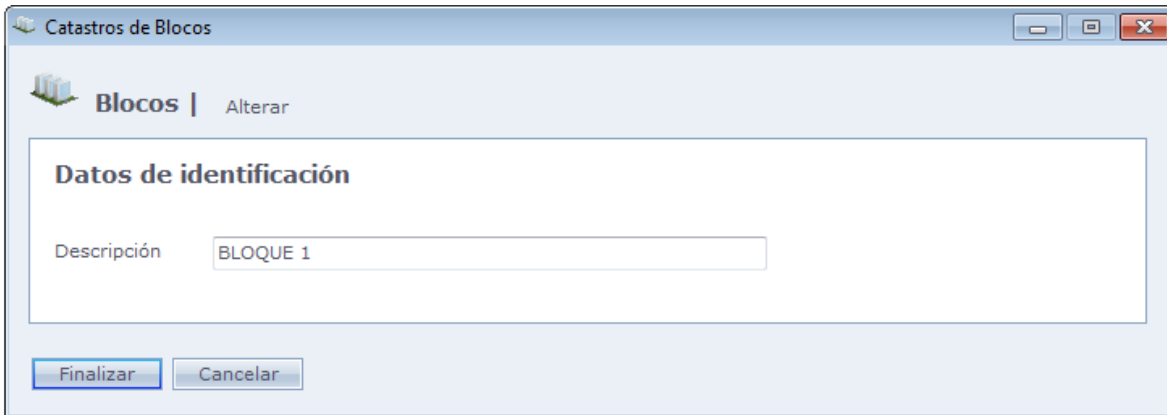 Catastros de Blocos
Blocos | Alterar
Datos de identificación
Descripción BLOQUE 1
Finalizar Cancelar